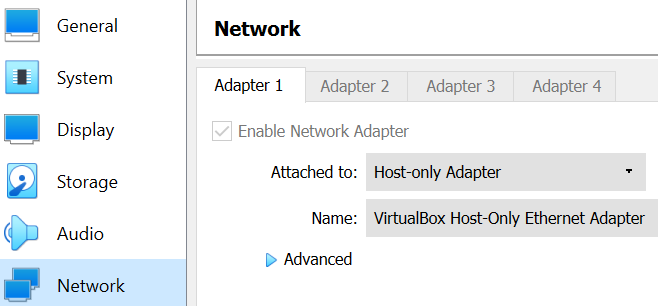 General
System
Display
Storage
Audio
Network
Network
Adapter 1 Adapter 2 Adapter 3 Adapter 4
Enable Network Adapter
Attached to: Host-only Adapter
Name: VirtualBox Host-Only Ethernet Adapter
Advanced